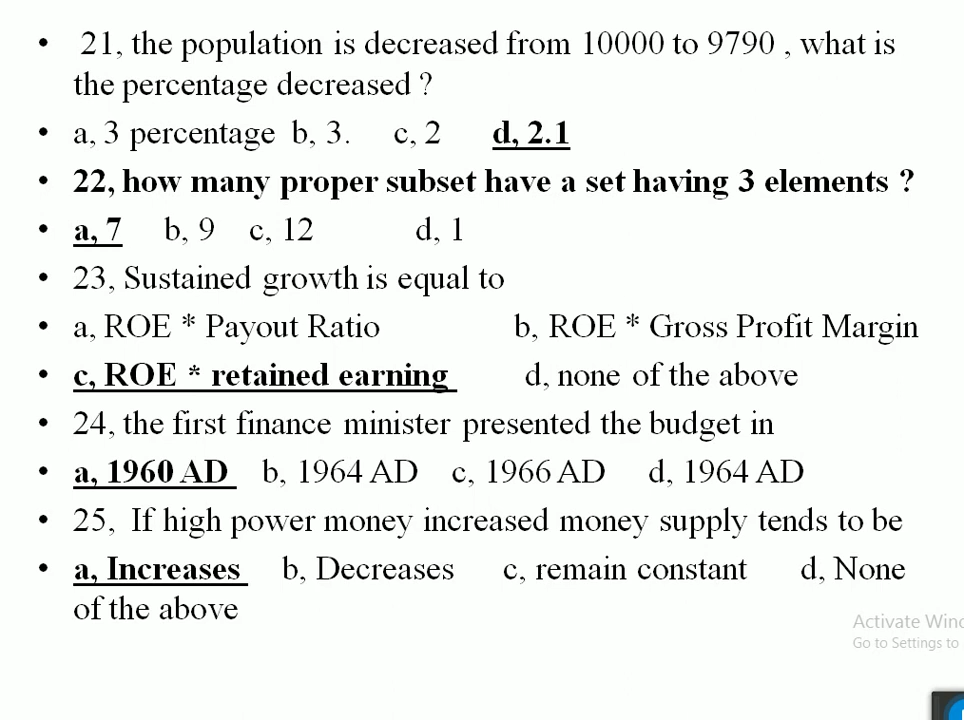 • 21, the population is decreased from 10000 to 9790 , what is
the percentage decreased ?
• a, 3 percentage b, 3. c, 2 d, 2.1
• 22, how many proper subset have a set having 3 elements ?
• a, 7 b, 9 c, 12 d, 1
• 23, Sustained growth is equal to
• a, ROE * Payout Ratio b, ROE * Gross Profit Margin
• c, ROE * retained earning d, none of the above
• 24, the first finance minister presented the budget in
• a, 1960 AD b, 1964 AD c, 1966 AD d, 1964 AD
• 25, If high power money increased money supply tends to be
• a, Increases b, Decreases c, remain constant d, None
of the above
Activate Winc
Go to Settings to